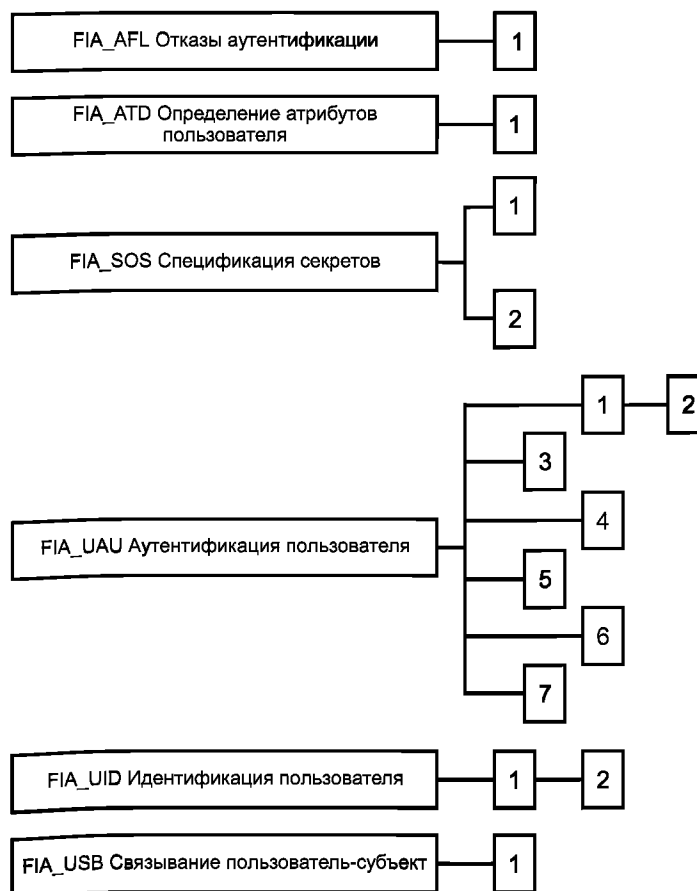 FIA_AFL Отказы аутентификации
1
FIA_ATD Определение атрибутов
пользователя
1
FIA_SOS Спецификация секретов
1
2
FIA_UAU Аутентификация пользователя
1
2
3
4
5
6
7
FIA_UID Идентификация пользователя
1
2
FIA_USB Связывание пользователь-субъект
1